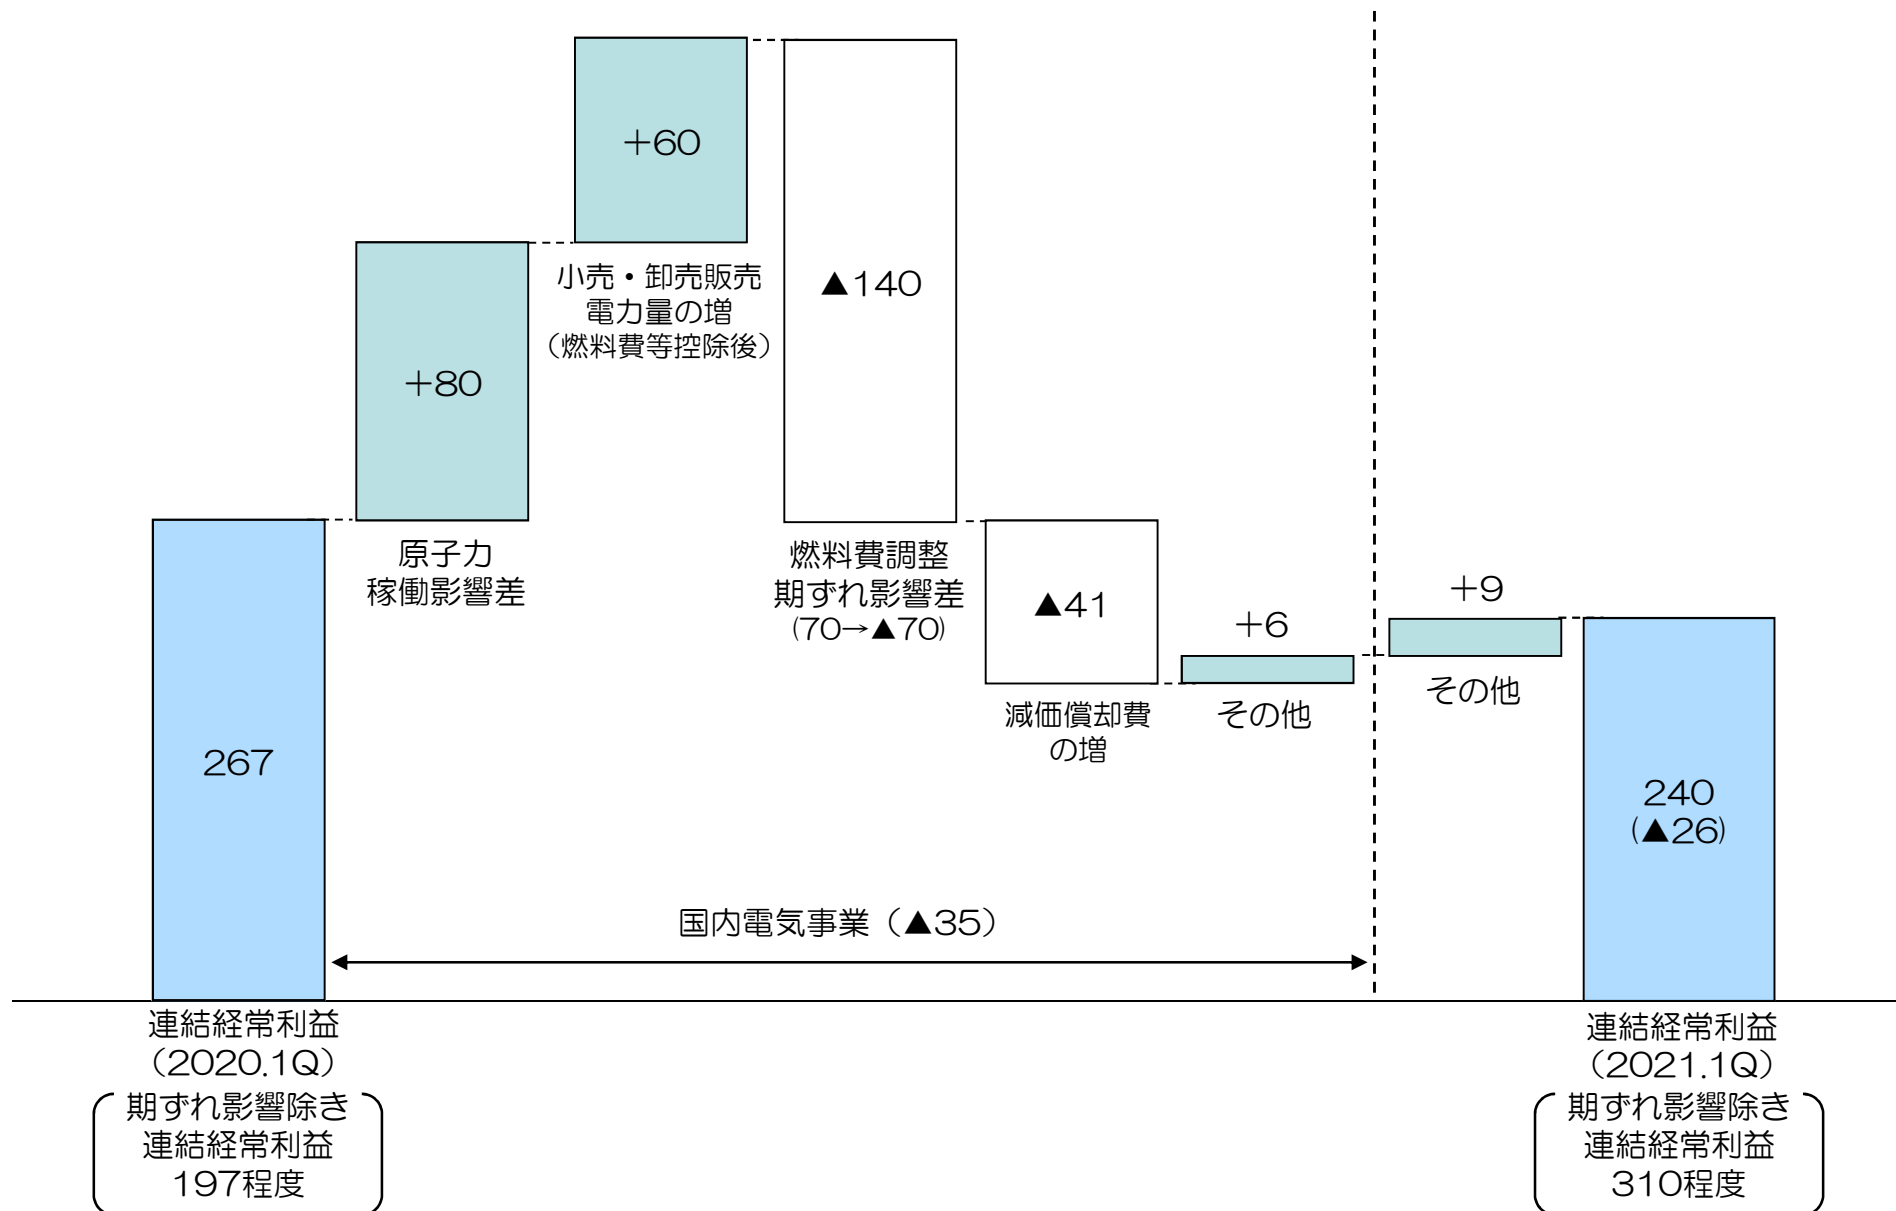 +60
▲140
小売・卸売販売
電力量の増
（燃料費等控除後）
+80
原子力
稼働影響差
燃料費調整
期ずれ影響差
(70→▲70)
▲41
+6
+9
その他
その他
減価償却費
の増
267
240
(▲26)
国内電気事業（▲35）
連結経常利益
（2020.1Q）
期ずれ影響除き
連結経常利益
197程度
連結経常利益
（2021.1Q）
期ずれ影響除き
連結経常利益
310程度